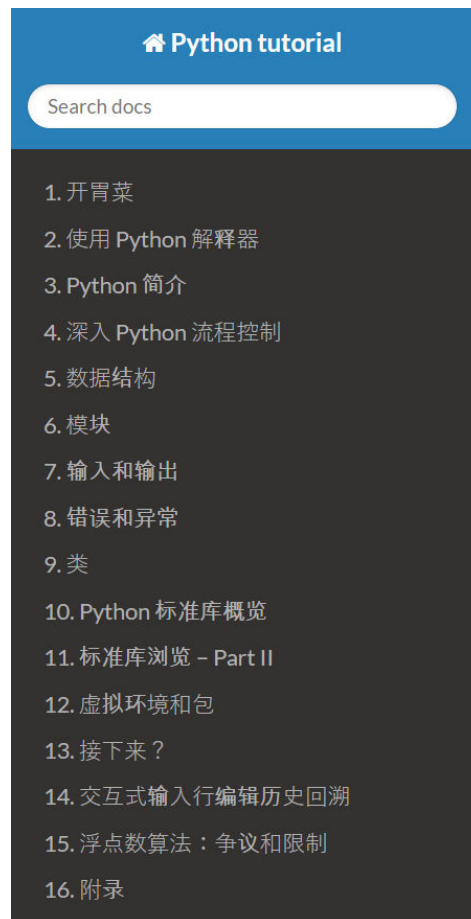 Python tutorial
Search docs
1. 开胃菜
2. 使用 Python 解释器
3. Python 简介
4. 深入 Python 流程控制
5. 数据结构
6. 模块
7. 输入和输出
8. 错误和异常
9. 类
10. Python 标准库概览
11. 标准库浏览 – Part II
12. 虚拟环境和包
13. 接下来？
14. 交互式输入行编辑历史回溯
15. 浮点数算法：争议和限制
16. 附录